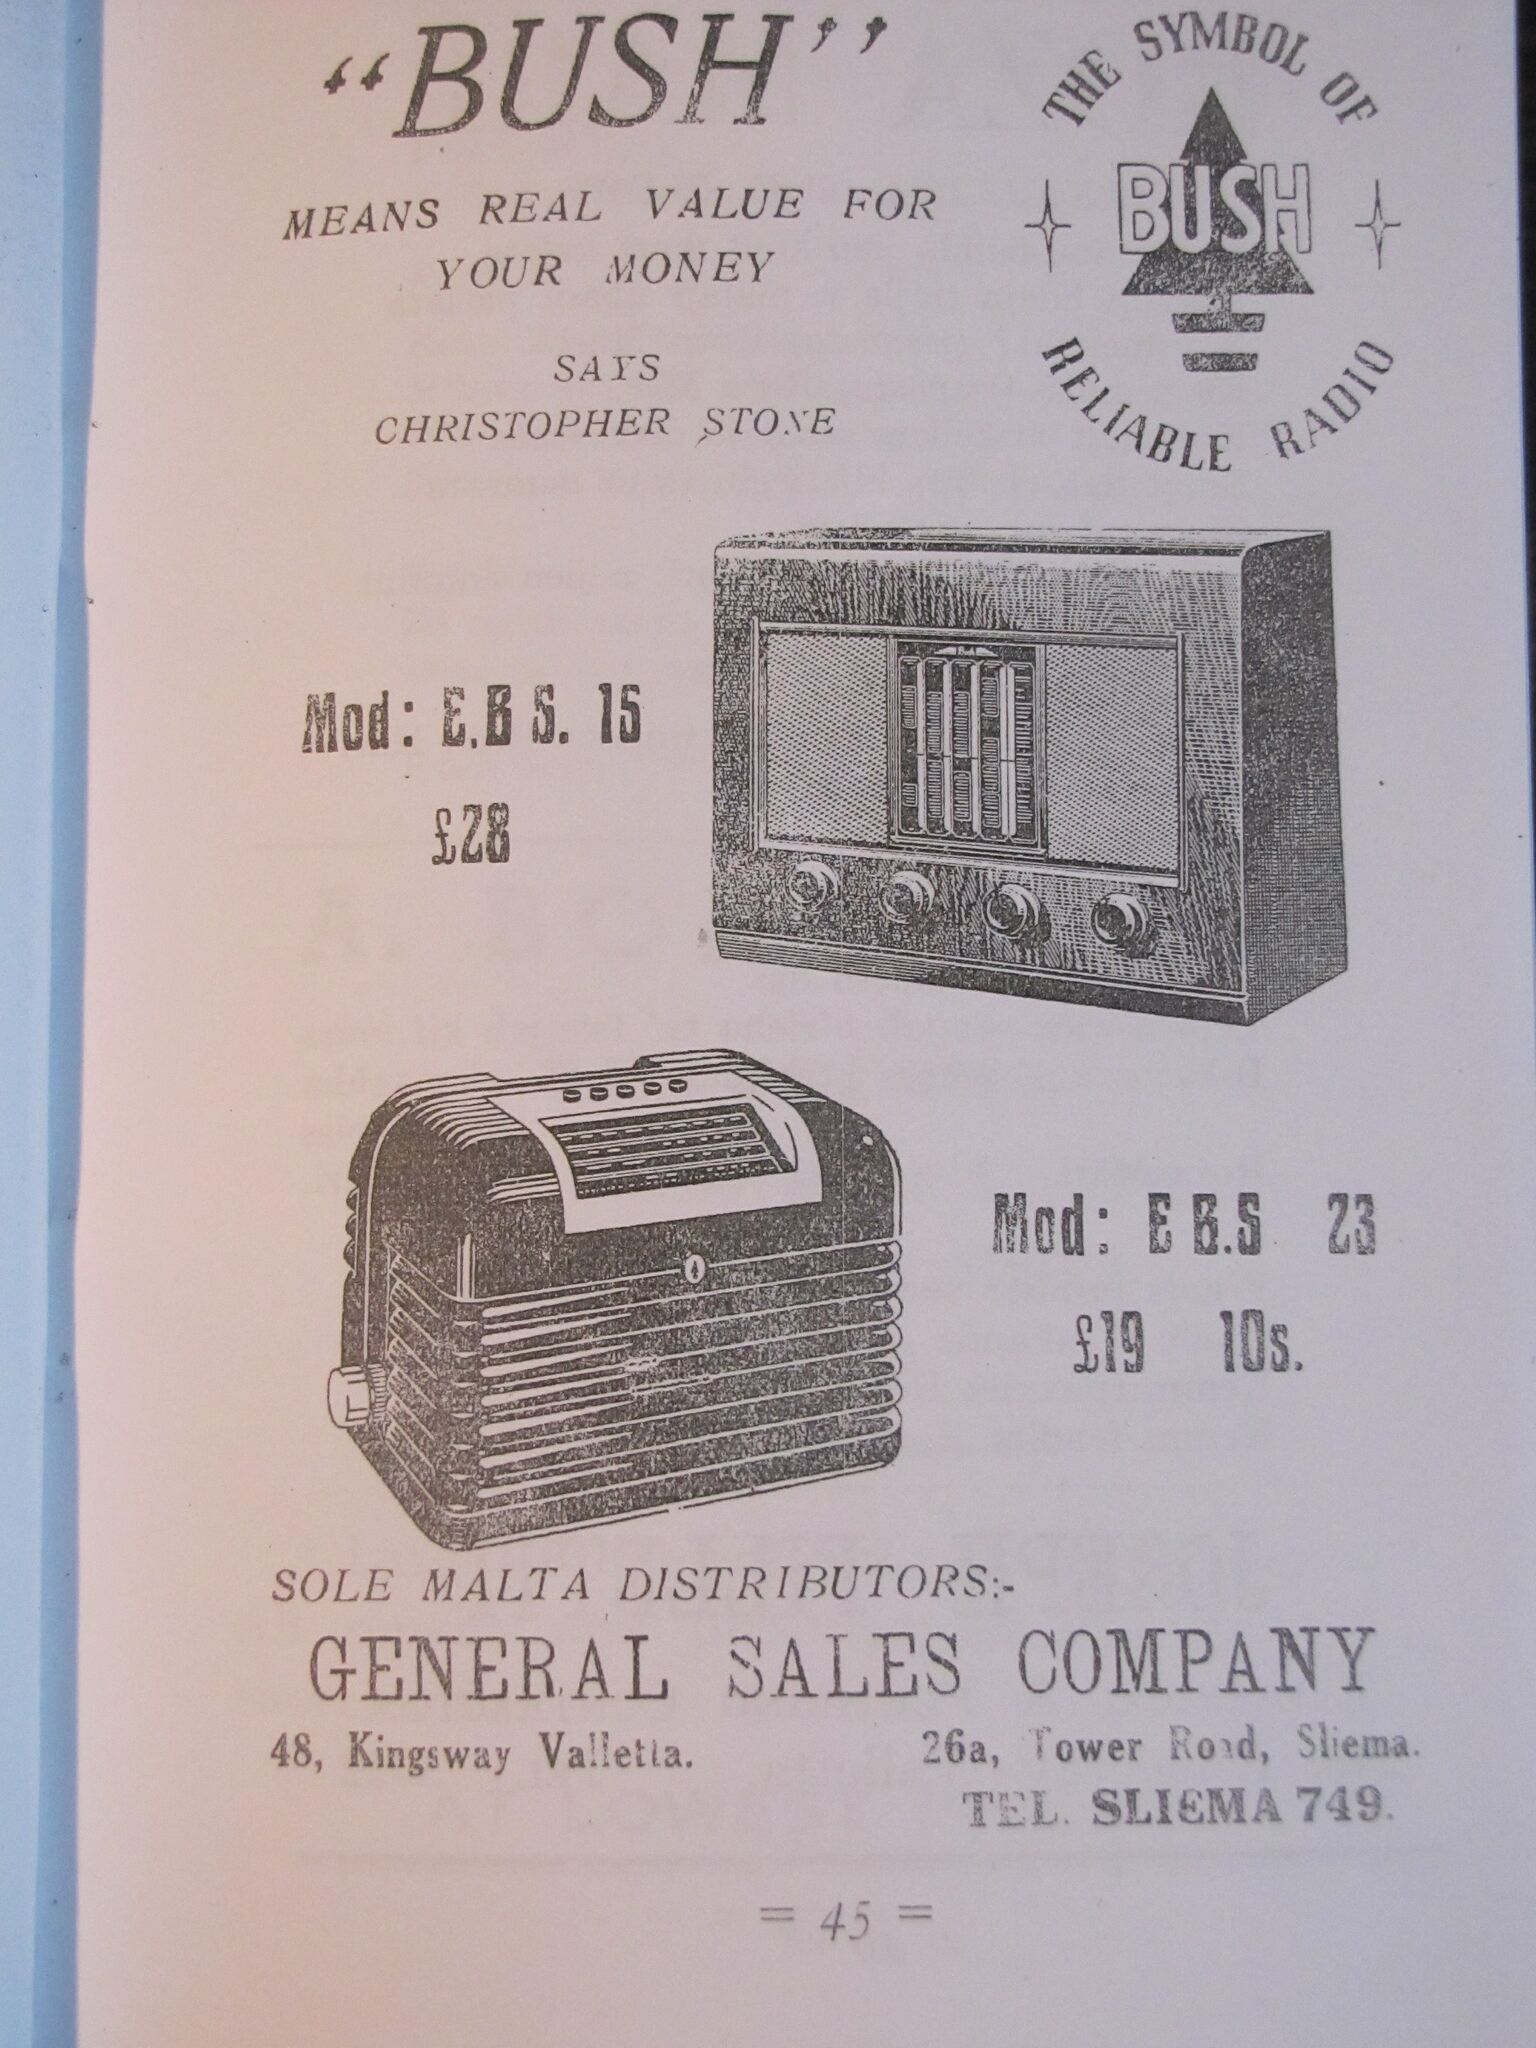 “BUSH”
MEANS REAL VALUE FOR
YOUR MONEY
SAYS
CHRISTOPHER STONE
THE SYMBOL OF
BUSH
RELIABLE RADIO
Mod: E.B S. 15
£28
Bush
Mod: E B.S 23
£19 10s.
SOLE MALTA DISTRIBUTORS:-
GENERAL SALES COMPANY
48, Kingsway Valletta.
26a, Tower Road, Sliema.
TEL. SLIEMA 749.
= 45 =